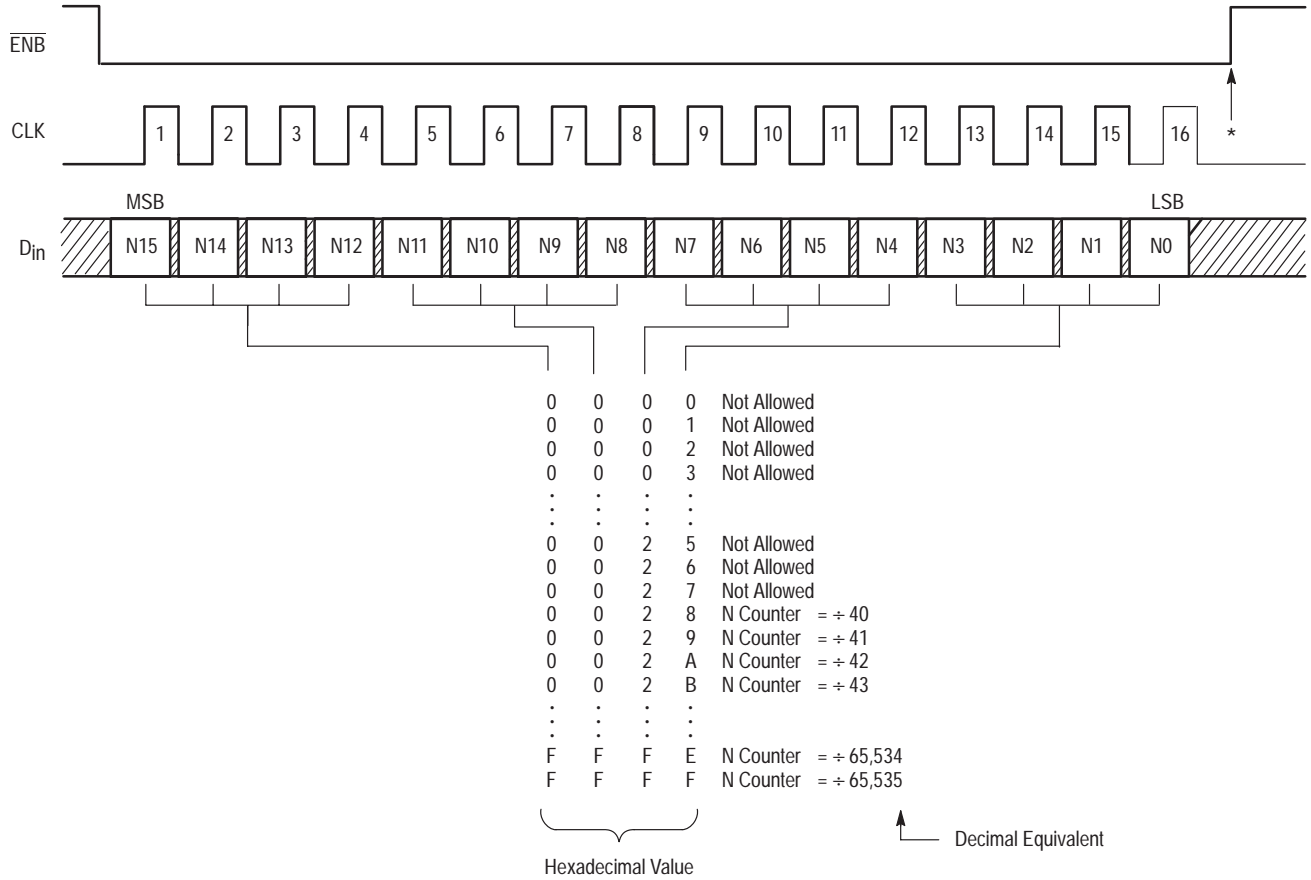 ENB
CLK 1 2 3 4 5 6 7 8 9 10 11 12 13 14 15 16 *
MSB LSB
Din N15 N14 N13 N12 N11 N10 N9 N8 N7 N6 N5 N4 N3 N2 N1 N0
0 0 0 0 Not Allowed
0 0 0 1 Not Allowed
0 0 0 2 Not Allowed
0 0 0 3 Not Allowed
. . . .
. . . .
. . . .
0 0 2 5 Not Allowed
0 0 2 6 Not Allowed
0 0 2 7 Not Allowed
0 0 2 8 N Counter = ÷ 40
0 0 2 9 N Counter = ÷ 41
0 0 2 A N Counter = ÷ 42
0 0 2 B N Counter = ÷ 43
. . . .
. . . .
. . . .
F F F E N Counter = ÷ 65,534
F F F F N Counter = ÷ 65,535
Decimal Equivalent
Hexadecimal Value